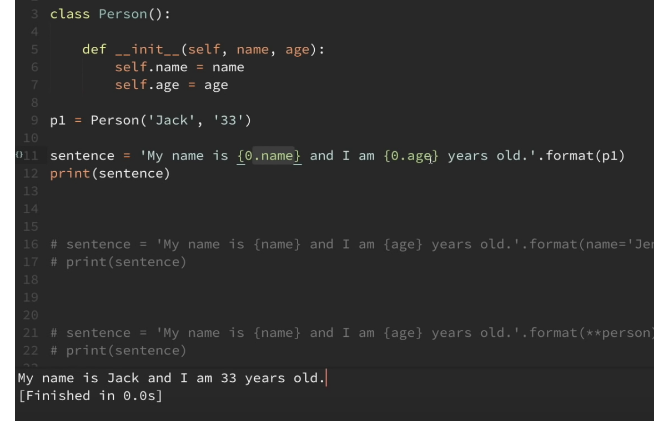 3 class Person():
4
5     def __init__(self, name, age):
6         self.name = name
7         self.age = age
8
9 p1 = Person('Jack', '33')
10
11 sentence = 'My name is {0.name} and I am {0.age} years old.'.format(p1)
12 print(sentence)
13
14
15
16 # sentence = 'My name is {name} and I am {age} years old.'.format(name='Jen
17 # print(sentence)
18
19
20
21 # sentence = 'My name is {name} and I am {age} years old.'.format(**person)
22 # print(sentence)
My name is Jack and I am 33 years old.
[Finished in 0.0s]